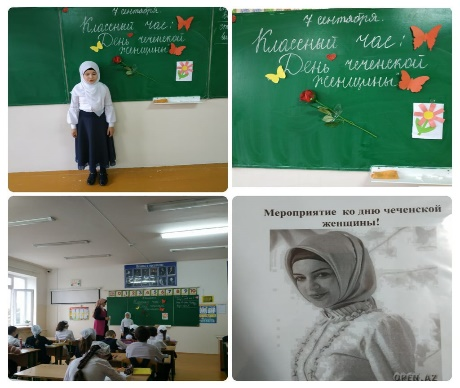 7 сентября.
Классный час:
День чеченской
женщины
7 сентября.
Классный час:
День чеченской
женщины
Мероприятие ко дню чеченской
женщины!
OPEN.AZ